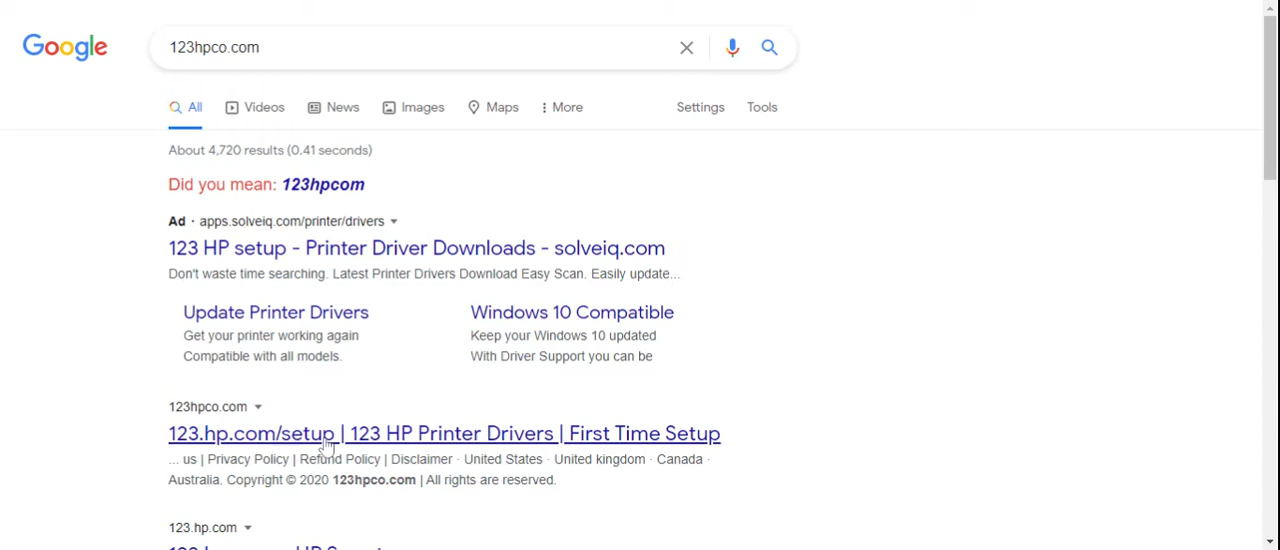 Google
123hpco.com
All Videos News Images Maps More Settings Tools
About 4,720 results (0.41 seconds)
Did you mean: 123hpcom
Ad · apps.solveiq.com/printer/drivers
123 HP setup - Printer Driver Downloads - solveiq.com
Don't waste time searching. Latest Printer Drivers Download Easy Scan. Easily update...
Update Printer Drivers Windows 10 Compatible
Get your printer working again Keep your Windows 10 updated
Compatible with all models. With Driver Support you can be
123hpco.com
123.hp.com/setup | 123 HP Printer Drivers | First Time Setup
... us | Privacy Policy | Refund Policy | Disclaimer · United States · United kingdom · Canada ·
Australia. Copyright © 2020 123hpco.com | All rights are reserved.
123.hp.com